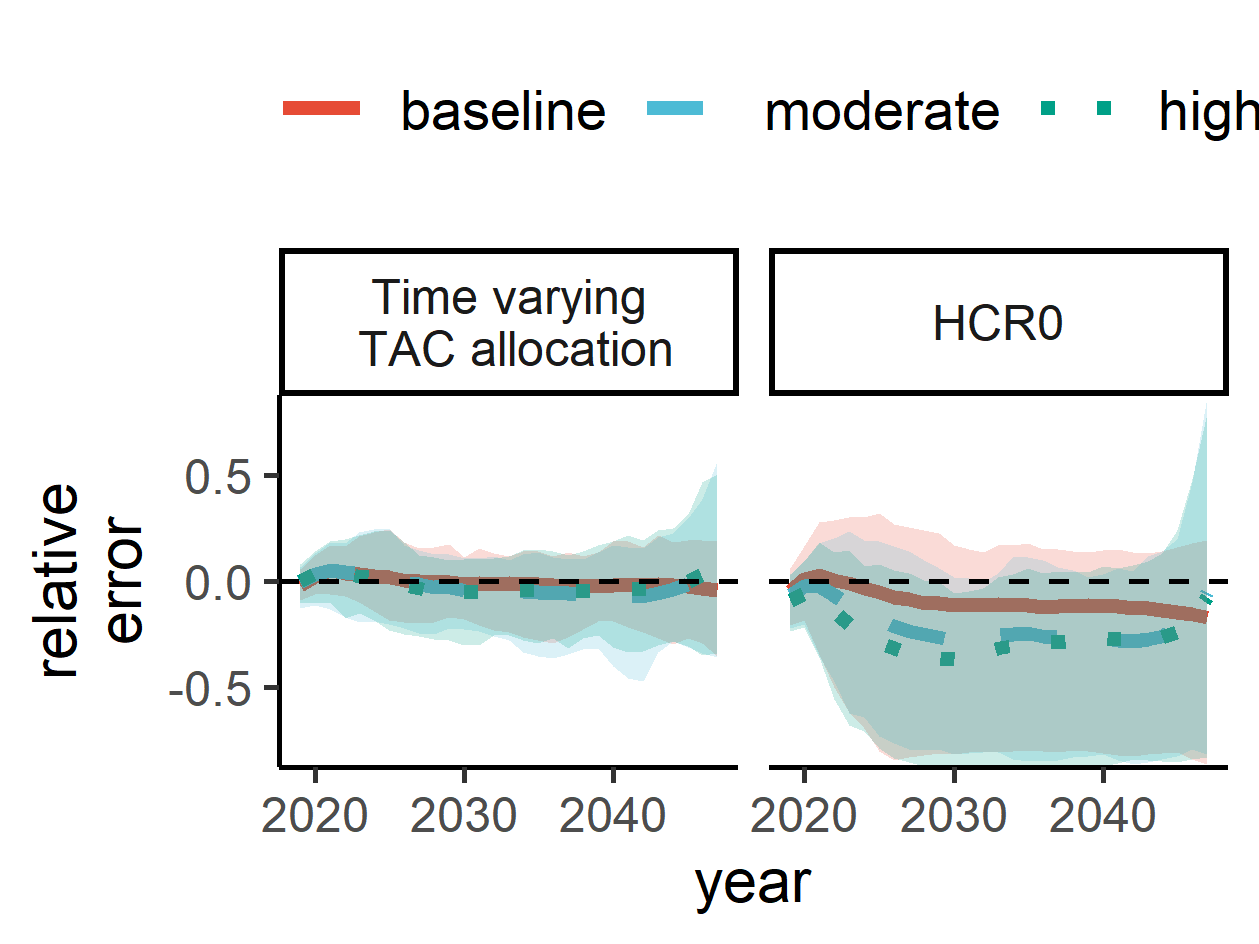 baseline moderate high
Time varying
TAC allocation
HCR0
relative
error
0.5
0.0
-0.5
2020 2030 2040 2020 2030 2040
year